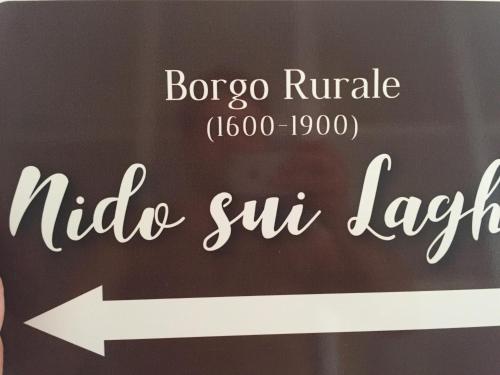 Borgo Rurale
(1600-1900)
Nido sui Lagh